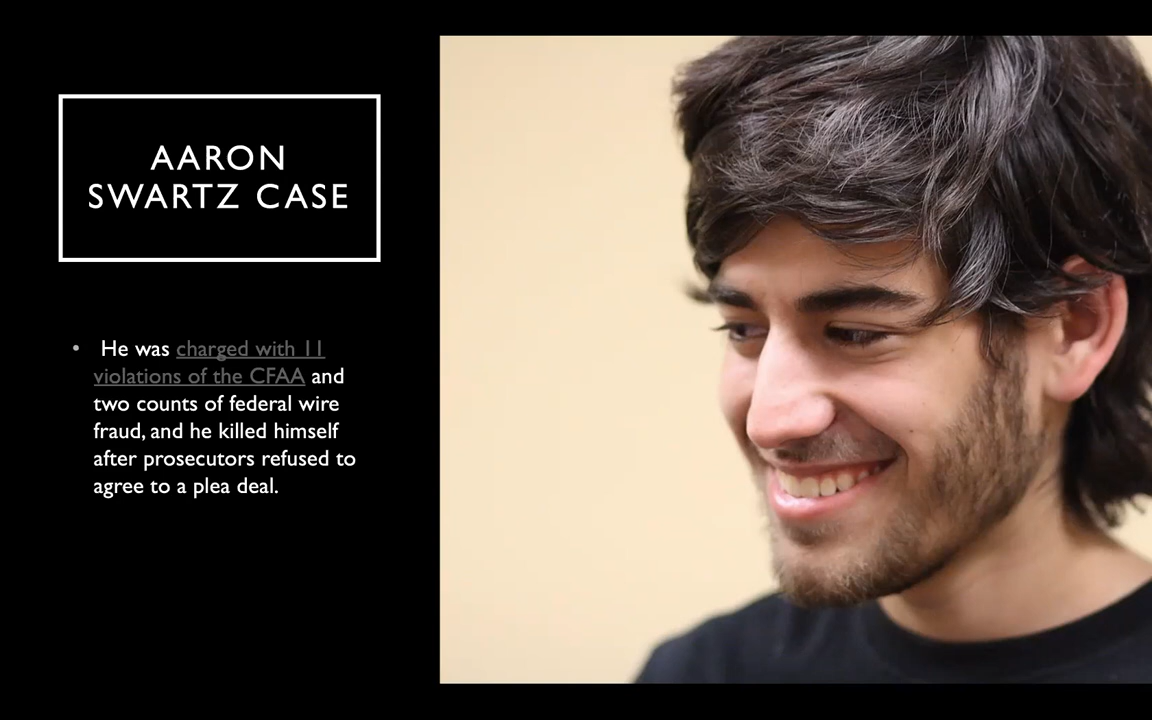 AARON
SWARTZ CASE
• He was charged with 11
violations of the CFAA and
two counts of federal wire
fraud, and he killed himself
after prosecutors refused to
agree to a plea deal.